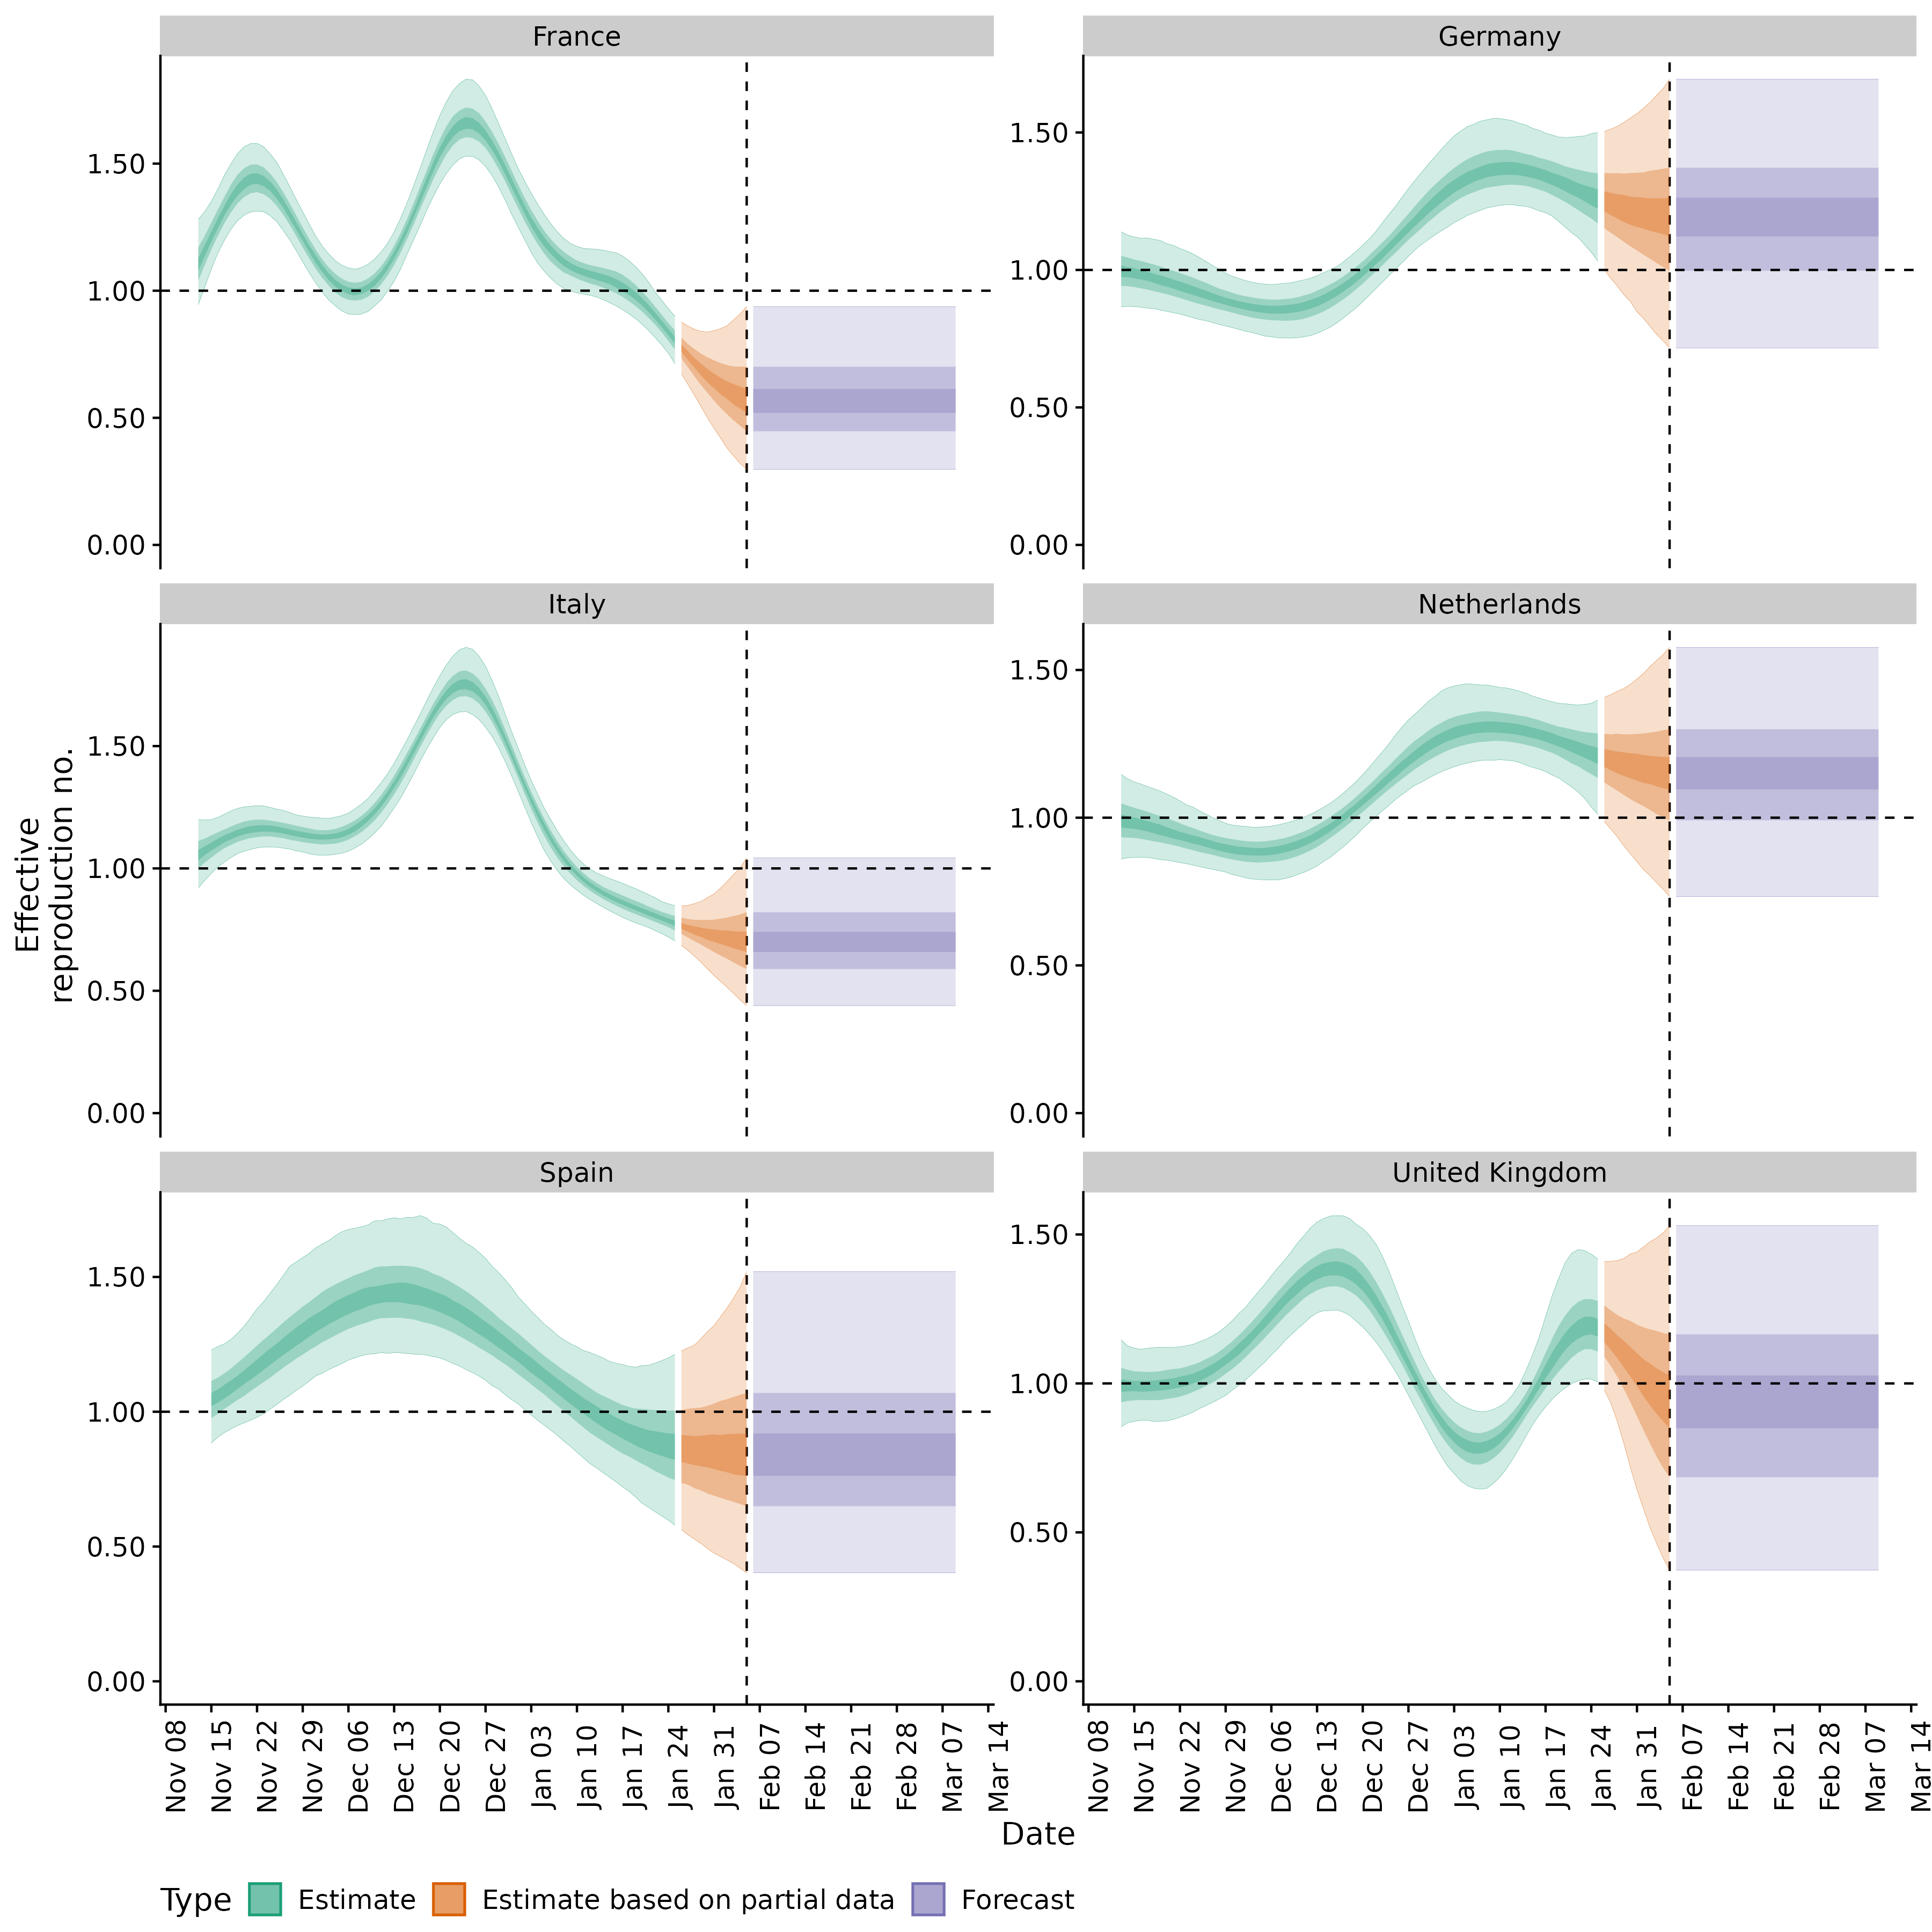 France
Germany
1.50
1.00
0.50
0.00
1.50
1.00
0.50
0.00
Italy
Netherlands
1.50
1.00
0.50
0.00
1.50
1.00
0.50
0.00
Effective
reproduction no.
Spain
United Kingdom
1.50
1.00
0.50
0.00
1.50
1.00
0.50
0.00
Nov 08
Nov 15
Nov 22
Nov 29
Dec 06
Dec 13
Dec 20
Dec 27
Jan 03
Jan 10
Jan 17
Jan 24
Jan 31
Feb 07
Feb 14
Feb 21
Feb 28
Mar 07
Mar 14
Nov 08
Nov 15
Nov 22
Nov 29
Dec 06
Dec 13
Dec 20
Dec 27
Jan 03
Jan 10
Jan 17
Jan 24
Jan 31
Feb 07
Feb 14
Feb 21
Feb 28
Mar 07
Mar 14
Date
Type Estimate Estimate based on partial data Forecast